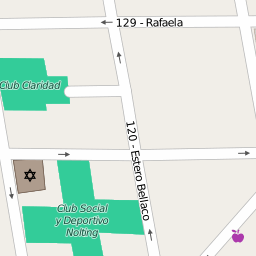 129 - Rafaela
Club Claridad
120 - Estero Bellaco
Club Social
y Deportivo
Nolting